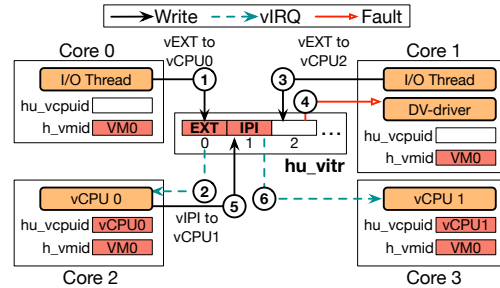 Write vIRQ Fault
Core 0
vEXT to
vCPU0
vEXT to
vCPU2
Core 1
I/O Thread
1
3
I/O Thread
hu_vcpuid
4
DV-driver
h_vmid VM0
EXT IPI
0 1 2 ...
hu_vcpuid
hu_vitr
h_vmid VM0
vCPU 0
2
5
6
vCPU 1
vIPI to
vCPU1
hu_vcpuid vCPU0
hu_vcpuid vCPU1
h_vmid VM0
h_vmid VM0
Core 2
Core 3